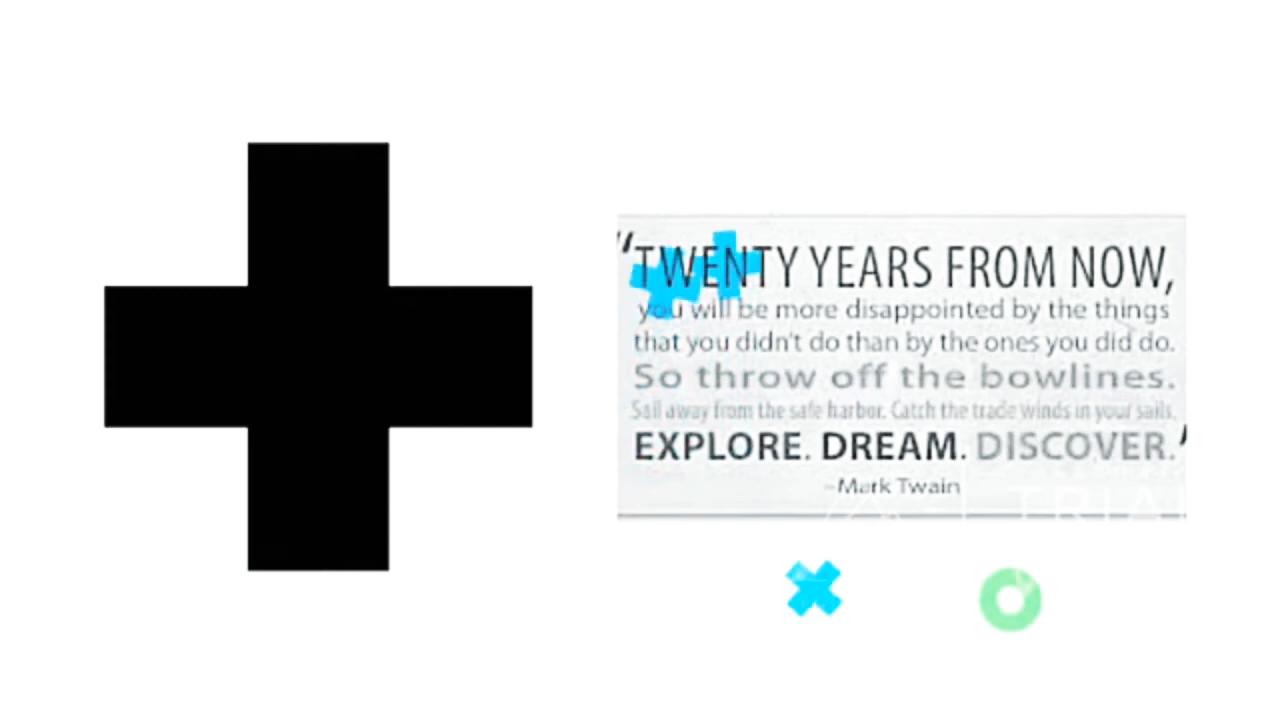 “TWENTY YEARS FROM NOW,
you will be more disappointed by the things
that you didn't do than by the ones you did do.
So throw off the bowlines.
Sail away from the safe harbor. Catch the trade winds in your sails.
EXPLORE. DREAM. DISCOVER.”
–Mark Twain